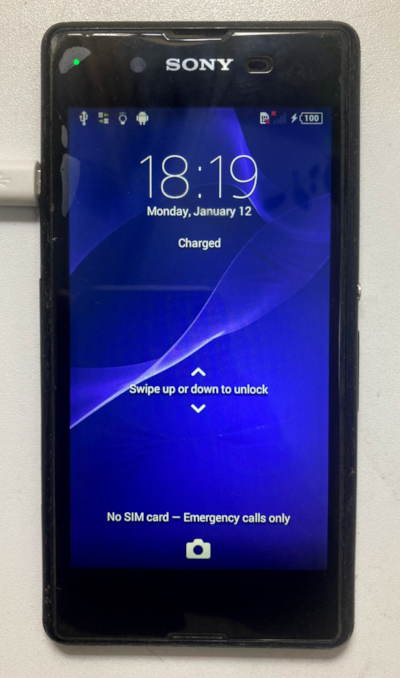 SONY
100
18:19
Monday, January 12
Charged
Swipe up or down to unlock
No SIM card — Emergency calls only